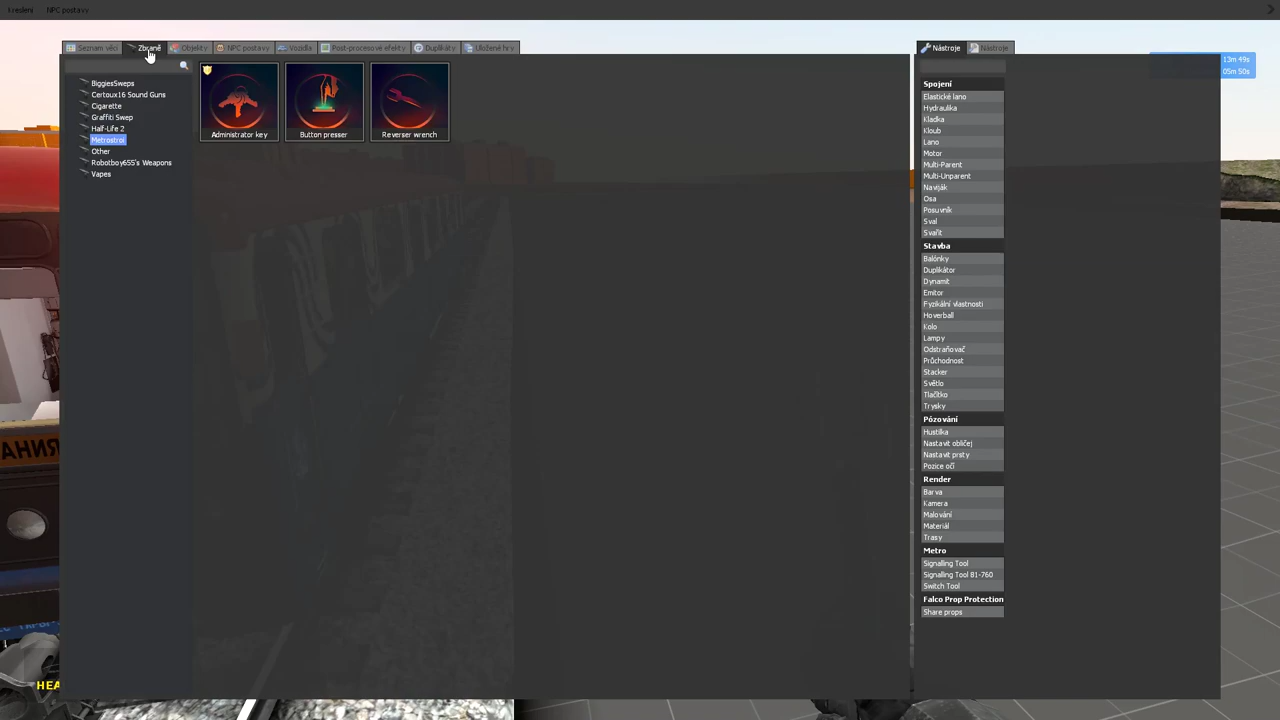 Kreslení NPC postavy
Seznam věcí Zbraně Objekty NPC postavy Vozidla Post-procesové efekty Duplikáty Uložené hry
BiggiesSweps
Certoux16 Sound Guns
Cigarette
Graffiti Swep
Half-Life 2
Metrostroi
Other
Robotboy655's Weapons
Vapes
Administrator key Button presser Reverser wrench
Nástroje Nástroje
13m 49s
05m 50s
Spojení
Elastické lano
Hydraulika
Kladka
Kloub
Lano
Motor
Multi-Parent
Multi-Unparent
Naviják
Osa
Posuvník
Sval
Svařit
Stavba
Balónky
Duplikátor
Dynamit
Emitor
Fyzikální vlastnosti
Hoverball
Kolo
Lampy
Odstraňovač
Průchodnost
Stacker
Světlo
Tlačítko
Trysky
Pózování
Hustilka
Nastavit obličej
Nastavit prsty
Pozice očí
Render
Barva
Kamera
Malování
Materiál
Trasy
Metro
Signalling Tool
Signalling Tool 81-760
Switch Tool
Falco Prop Protection
Share props
HEA